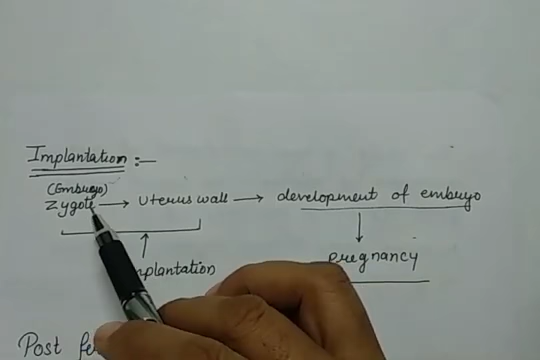 Implantation :-
(Embryo)
Zygote → Uterus wall → development of embryo
Pregnancy
Post